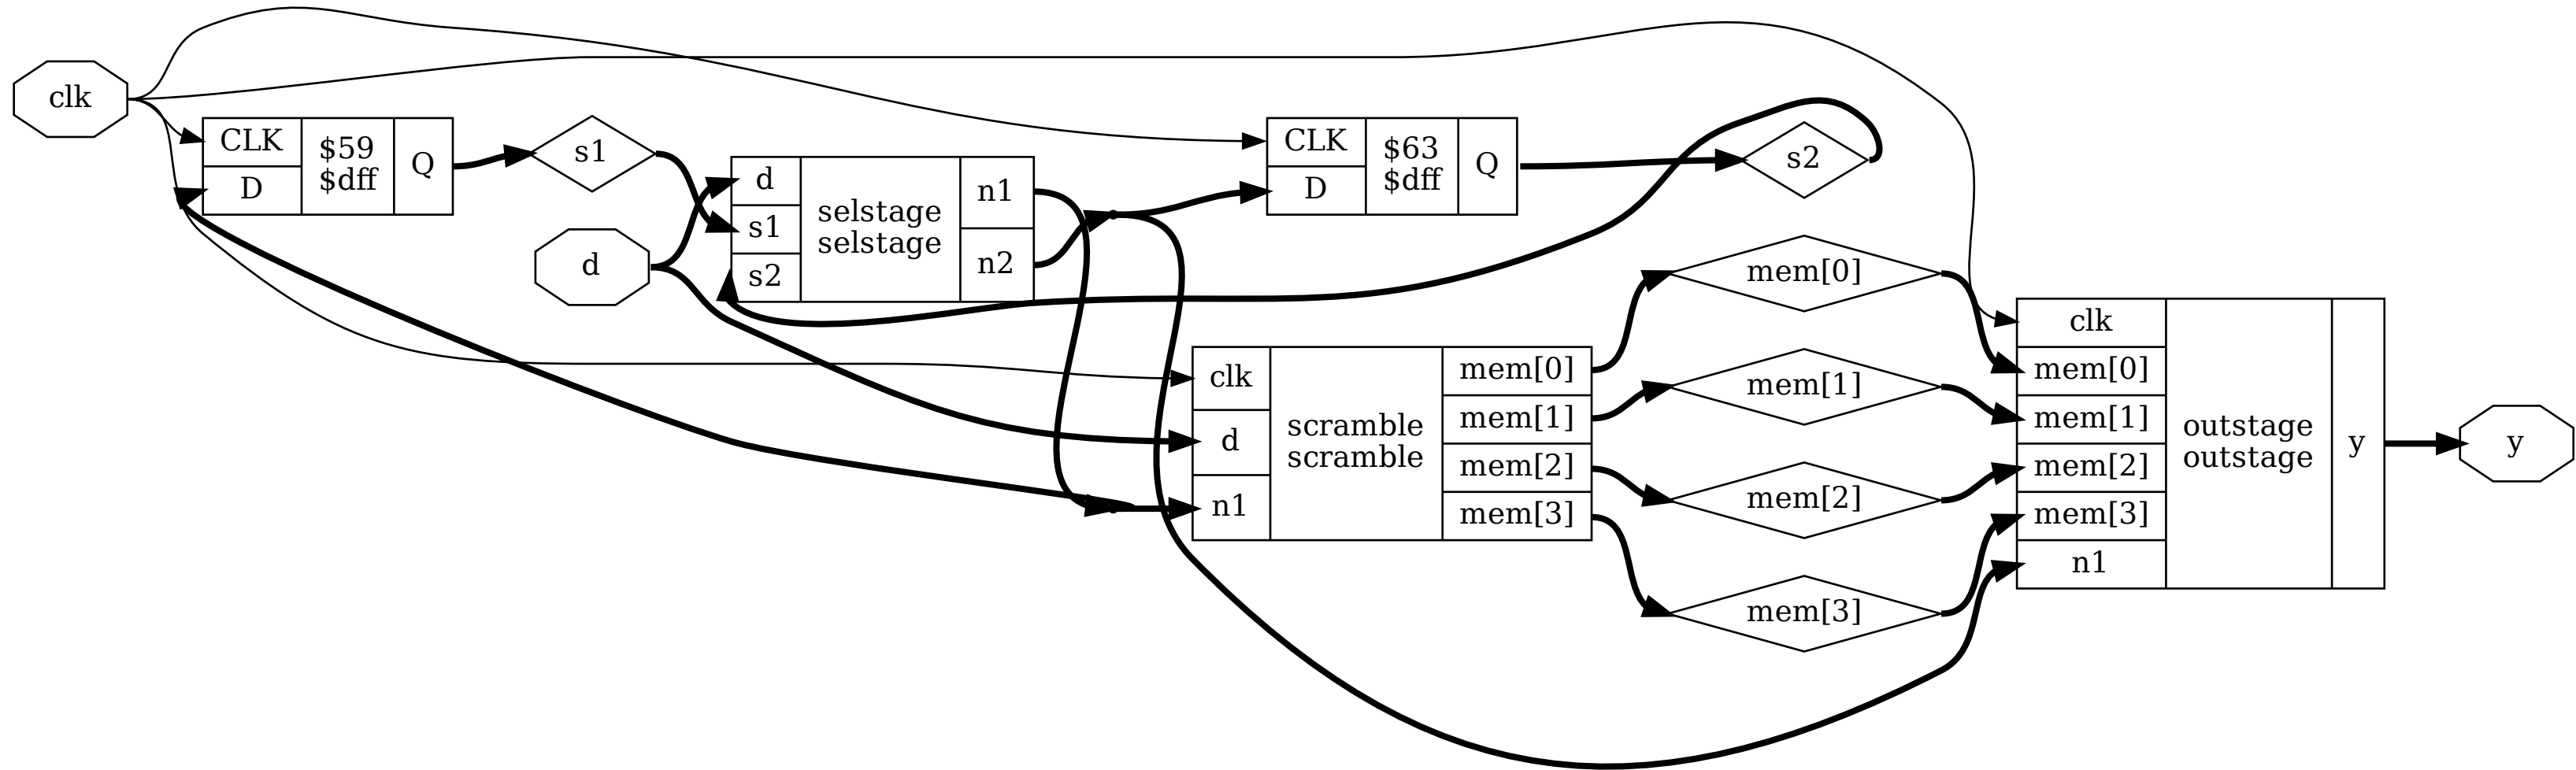 clk
CLK
D
$59
$dff
Q
s1
d
d
s1
s2
selstage
selstage
n1
n2
CLK
D
$63
$dff
Q
s2
clk
d
n1
scramble
scramble
mem[0]
mem[1]
mem[2]
mem[3]
mem[0]
mem[1]
mem[2]
mem[3]
clk
mem[0]
mem[1]
mem[2]
mem[3]
n1
outstage
outstage
y
y